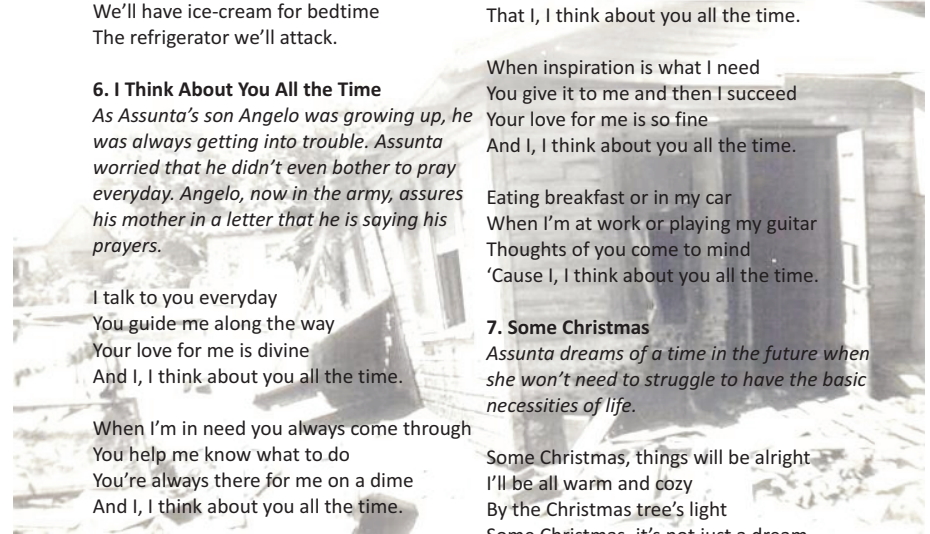 We’ll have ice-cream for bedtime
The refrigerator we’ll attack.
6. I Think About You All the Time
As Assunta’s son Angelo was growing up, he
was always getting into trouble. Assunta
worried that he didn’t even bother to pray
everyday. Angelo, now in the army, assures
his mother in a letter that he is saying his
prayers.
I talk to you everyday
You guide me along the way
Your love for me is divine
And I, I think about you all the time.
When I’m in need you always come through
You help me know what to do
You’re always there for me on a dime
And I, I think about you all the time.
That I, I think about you all the time.
When inspiration is what I need
You give it to me and then I succeed
Your love for me is so fine
And I, I think about you all the time.
Eating breakfast or in my car
When I’m at work or playing my guitar
Thoughts of you come to mind
‘Cause I, I think about you all the time.
7. Some Christmas
Assunta dreams of a time in the future when
she won’t need to struggle to have the basic
necessities of life.
Some Christmas, things will be alright
I’ll be all warm and cozy
By the Christmas tree’s light
Some Christmas, it’s not just a dream